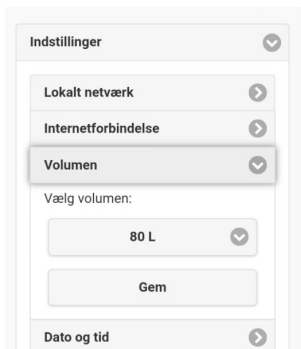 Indstillinger
Lokalt netværk
Internetforbindelse
Volumen
Vælg volumen:
80 L
Gem
Dato og tid